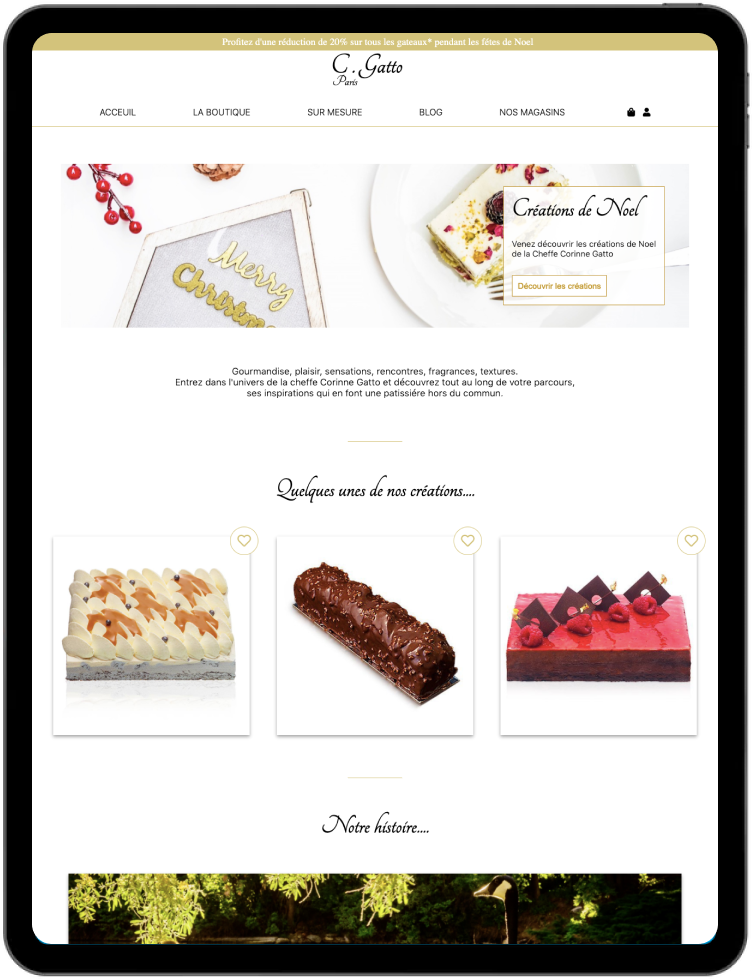 Profitez d'une réduction de 20% sur tous les gateaux* pendant les fêtes de Noel
C . Gatto
Paris
ACCEUIL LA BOUTIQUE SUR MESURE BLOG NOS MAGASINS
Merry
Christmas
Créations de Noel
Venez découvrir les créations de Noel
de la Cheffe Corinne Gatto
Découvrir les créations
Gourmandise, plaisir, sensations, rencontres, fragrances, textures.
Entrez dans l'univers de la cheffe Corinne Gatto et découvrez tout au long de votre parcours,
ses inspirations qui en font une patissiére hors du commun.
Quelques unes de nos créations....
Notre histoire....